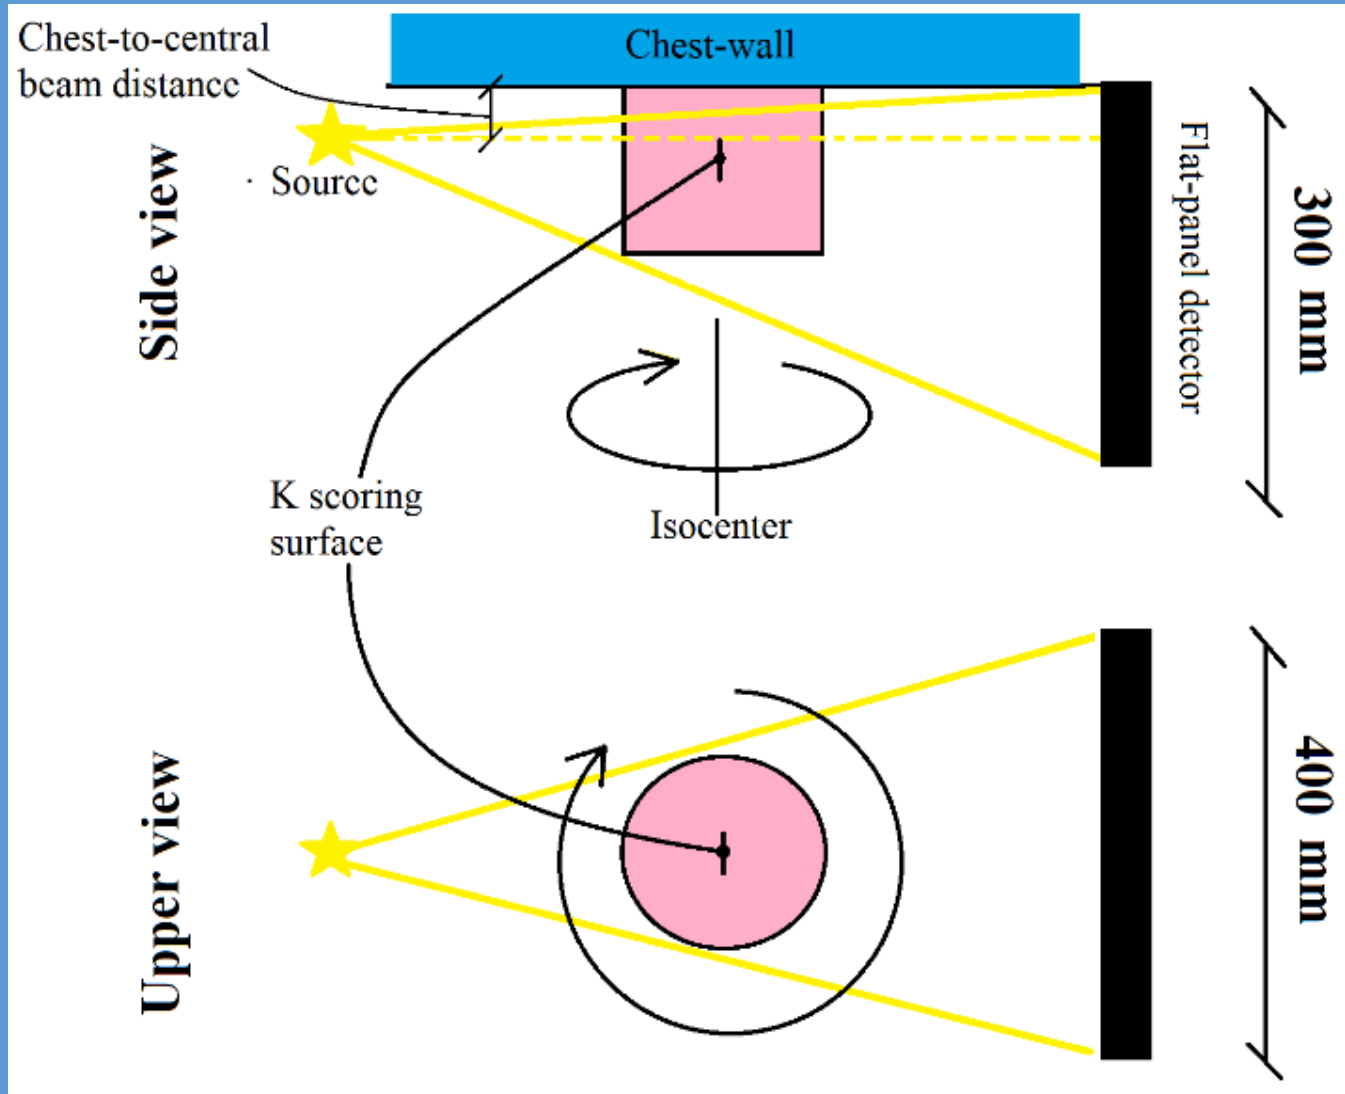 Chest-to-central
beam distance
Chest-wall
Source
Side view
Flat-panel detector
300 mm
K scoring
surface
Isocenter
Upper view
400 mm